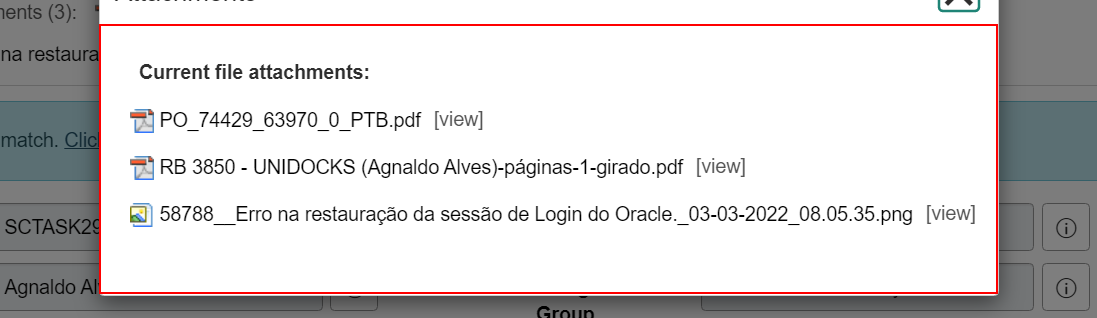 ments (3):
Attachments
na restaura
Current file attachments:
PO_74429_63970_0_PTB.pdf [view]
match. Clic
RB 3850 - UNIDOCKS (Agnaldo Alves)-páginas-1-girado.pdf [view]
58788__Erro na restauração da sessão de Login do Oracle._03-03-2022_08.05.35.png [view]
SCTASK29
Agnaldo Al
Group